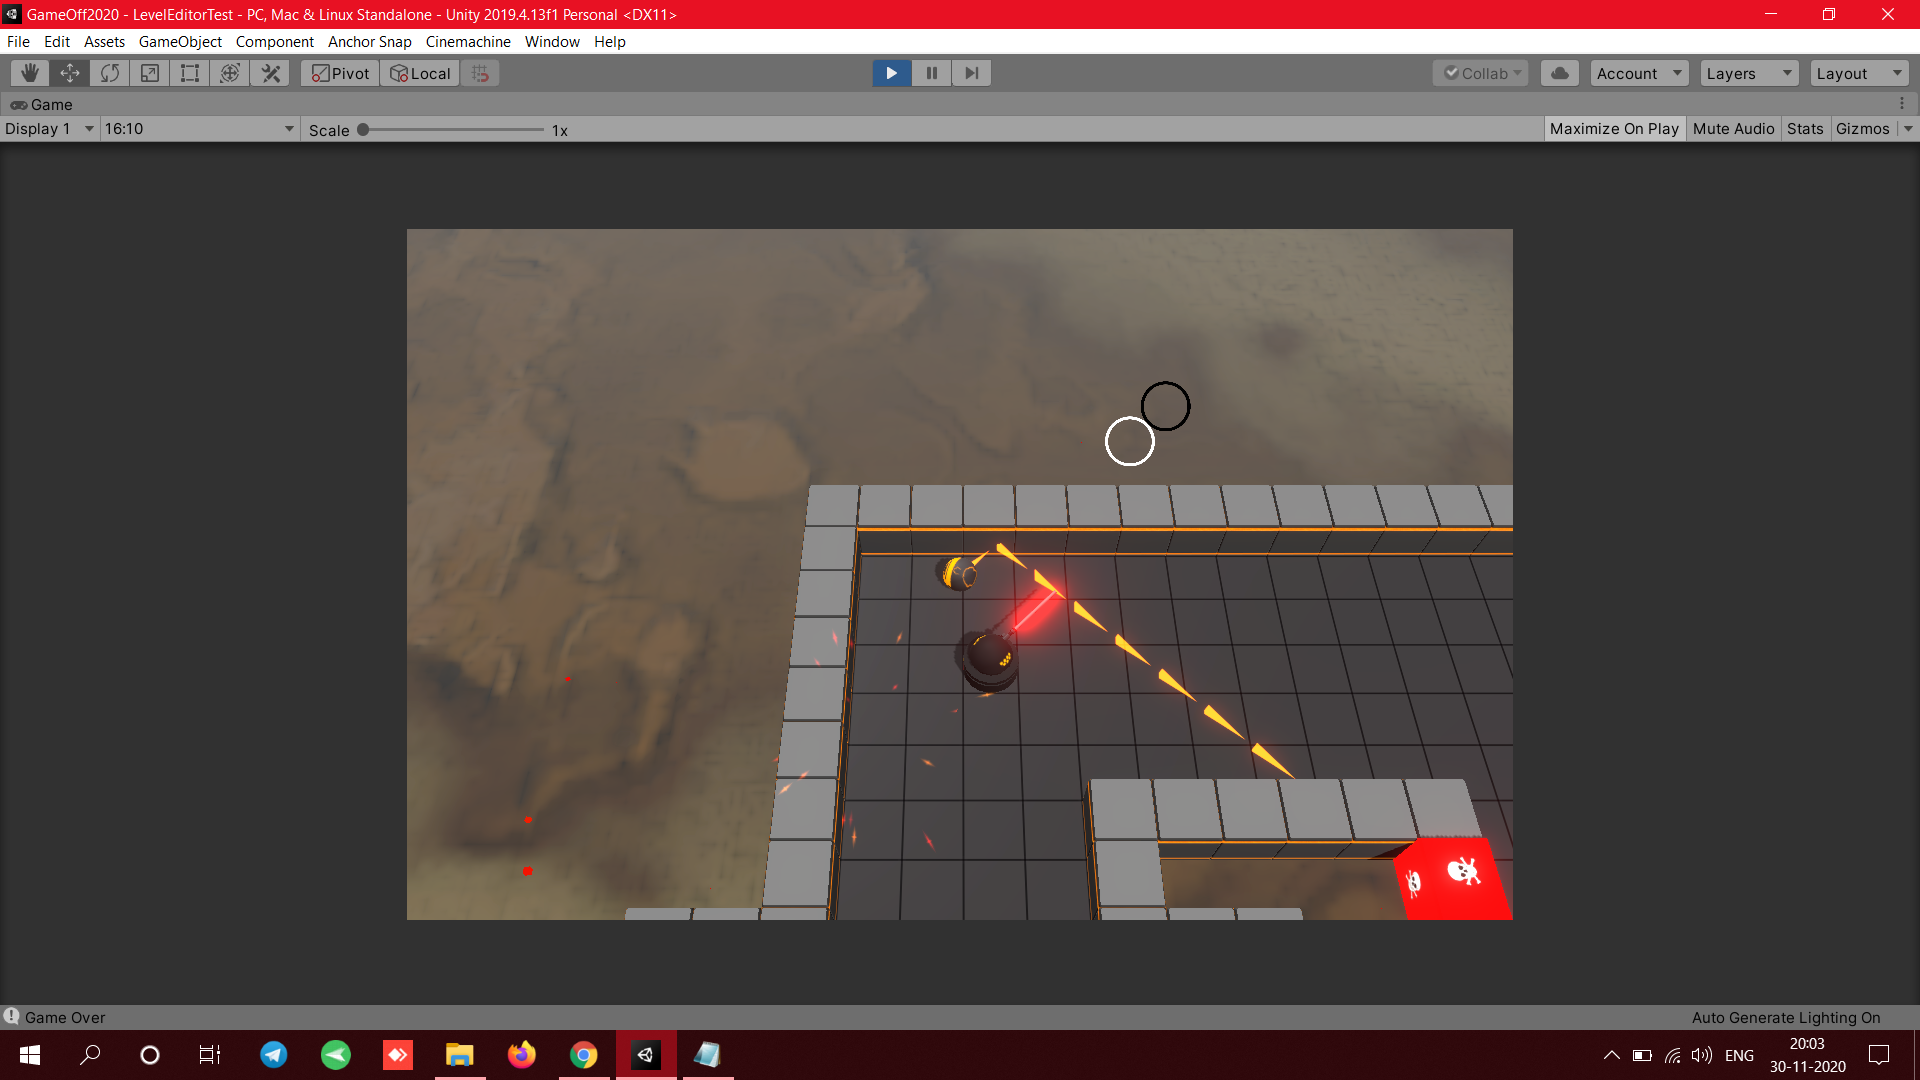 GameOff2020 - LevelEditorTest - PC, Mac & Linux Standalone - Unity 2019.4.13f1 Personal <DX11>
File Edit Assets GameObject Component Anchor Snap Cinemachine Window Help
Pivot Local Collab Account Layers Layout
Game
Display 1 16:10 Scale 1x Maximize On Play Mute Audio Stats Gizmos
Game Over Auto Generate Lighting On
ENG 20:03
30-11-2020